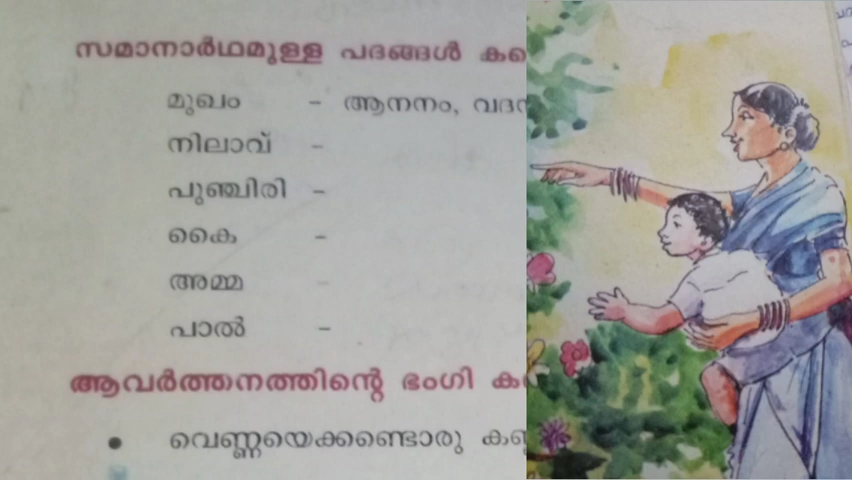 സമാനാർഥമുള്ള പദങ്ങൾ
മുഖം - ആനനം,
നിലാവ് -
പുഞ്ചിരി -
കൈ -
അമ്മ -
പാൽ -
ആവർത്തനത്തിന്റെ ഭംഗി
• വെണ്ണയെക്കണ്ടൊരു